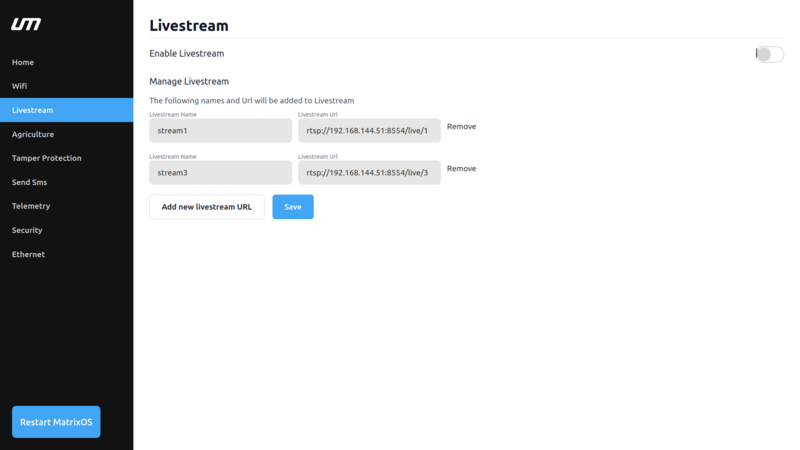 um
Home
Wifi
Livestream
Agriculture
Tamper Protection
Send Sms
Telemetry
Security
Ethernet
Restart MatrixOS
Livestream
Enable Livestream
Manage Livestream
The following names and Url will be added to Livestream
Livestream Name Livestream Url
stream1 rtsp://192.168.144.51:8554/live/1 Remove
Livestream Name Livestream Url
stream3 rtsp://192.168.144.51:8554/live/3 Remove
Add new livestream URL Save